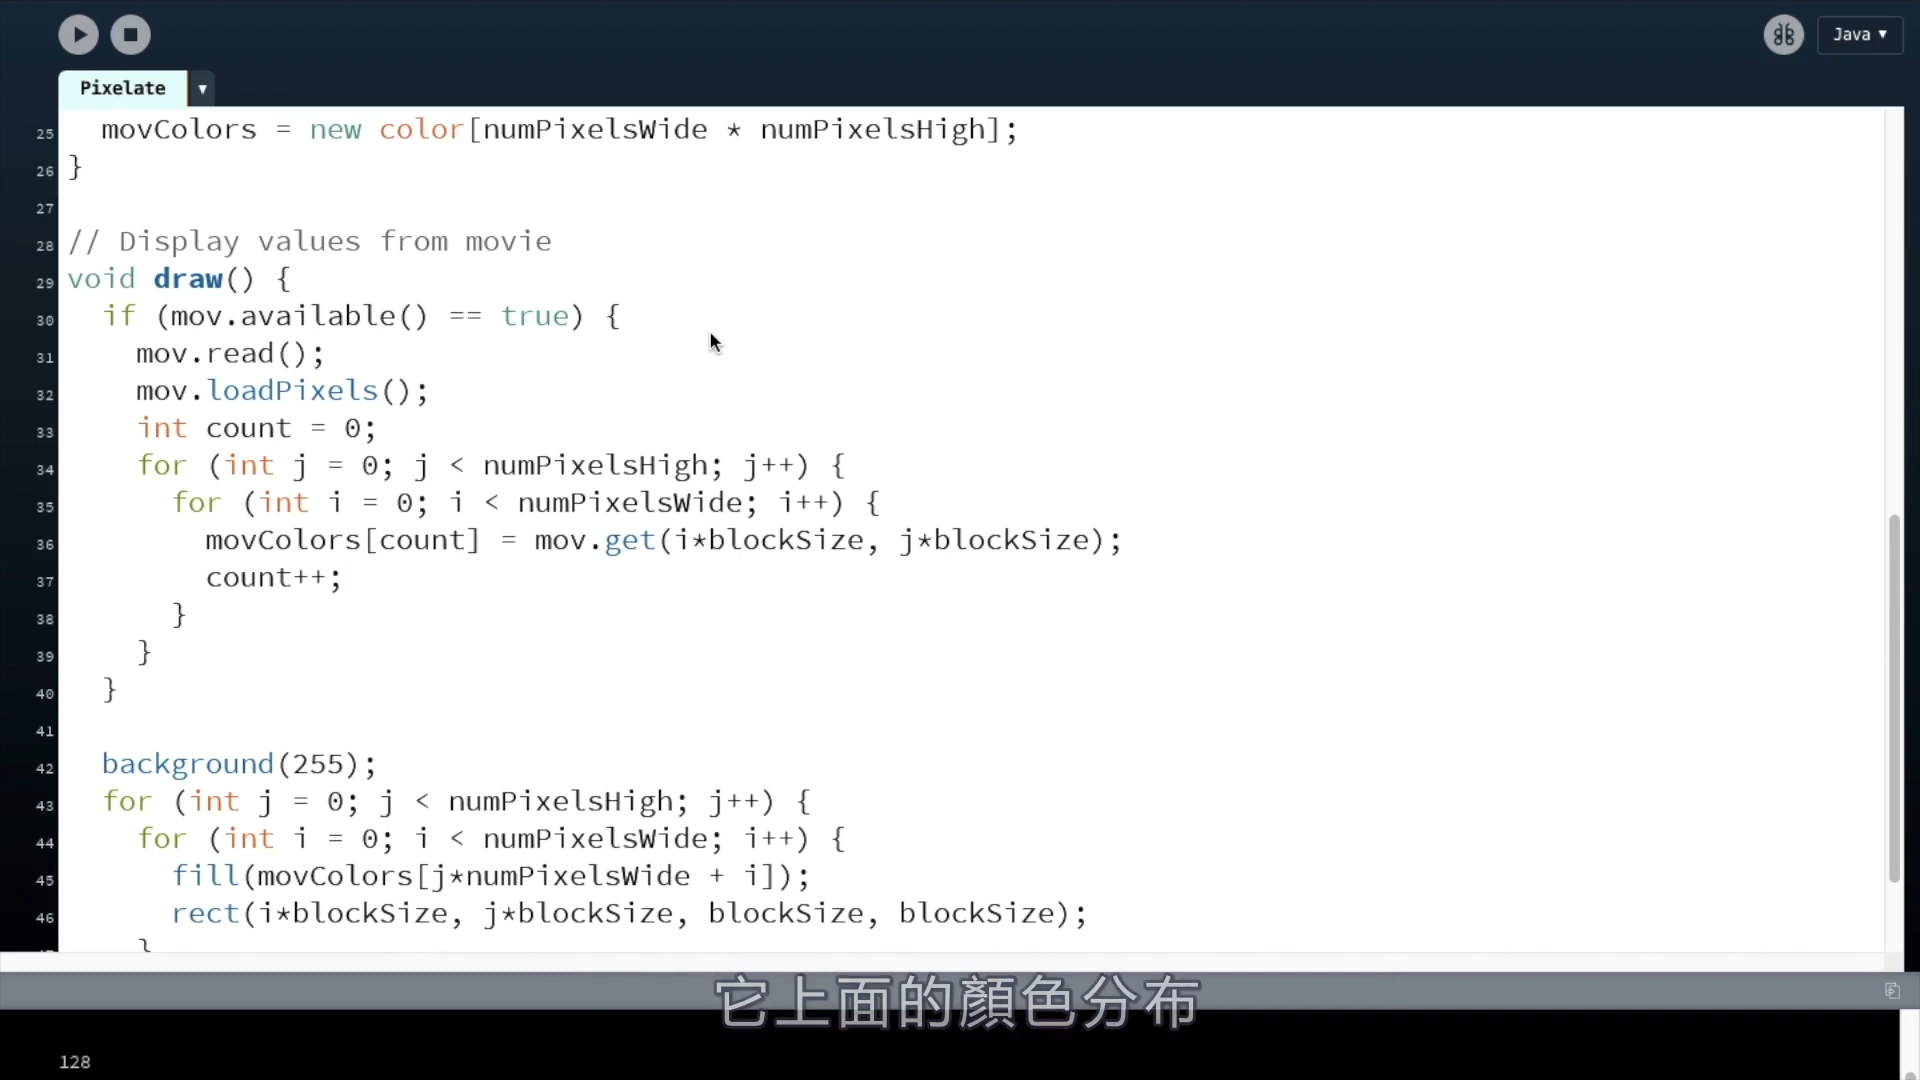 Java ▼
Pixelate ▼
25 movColors = new color[numPixelsWide * numPixelsHigh];
26 }
27
28 // Display values from movie
29 void draw() {
30 if (mov.available() == true) {
31 mov.read();
32 mov.loadPixels();
33 int count = 0;
34 for (int j = 0; j < numPixelsHigh; j++) {
35 for (int i = 0; i < numPixelsWide; i++) {
36 movColors[count] = mov.get(i*blockSize, j*blockSize);
37 count++;
38 }
39 }
40 }
41
42 background(255);
43 for (int j = 0; j < numPixelsHigh; j++) {
44 for (int i = 0; i < numPixelsWide; i++) {
45 fill(movColors[j*numPixelsWide + i]);
46 rect(i*blockSize, j*blockSize, blockSize, blockSize);
}
它上面的顏色分布
128